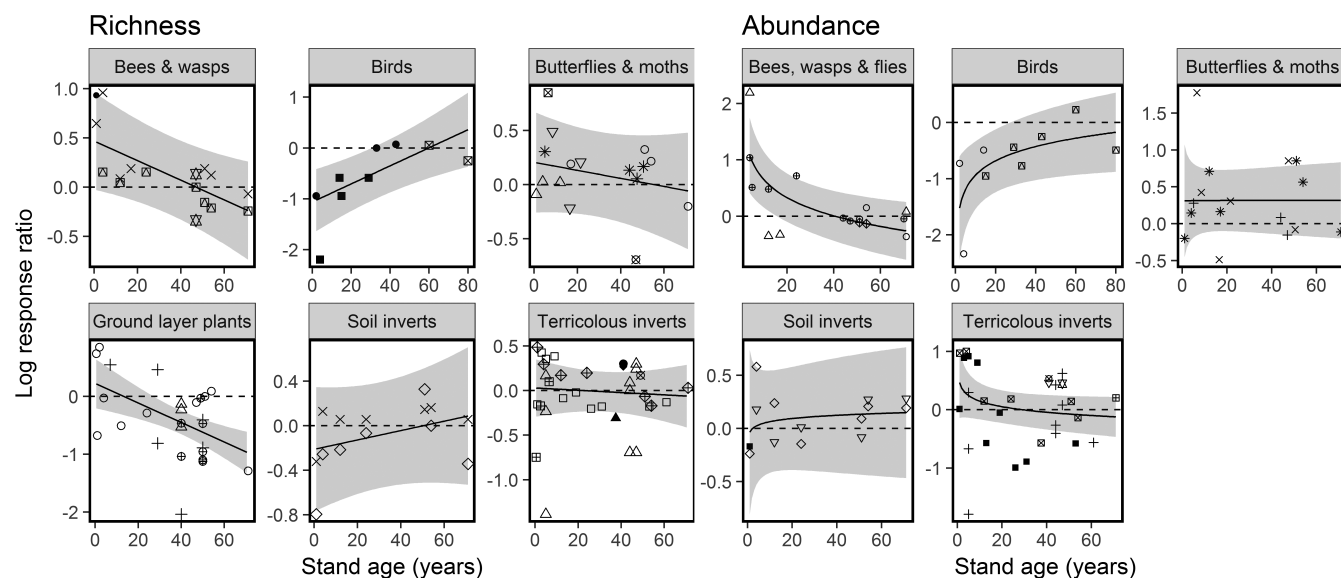 Richness
Abundance
Bees & wasps
Birds
Butterflies & moths
Bees, wasps & flies
Birds
Butterflies & moths
1.0
0.5
0.0
-0.5
1
0
-1
-2
0.5
0.0
-0.5
2
1
0
0
-1
-2
1.5
1.0
0.5
0.0
-0.5
0 20 40 60
0 20 40 60 80
0 20 40 60
20 40 60
0 20 40 60 80
0 20 40 60
Log response ratio
Ground layer plants
Soil inverts
Terricolous inverts
Soil inverts
Terricolous inverts
0
-1
-2
0.4
0.0
-0.4
-0.8
0.5
0.0
-0.5
-1.0
0.5
0.0
-0.5
1
0
-1
0 20 40 60
0 20 40 60
0 20 40 60
0 20 40 60
0 20 40 60
Stand age (years)
Stand age (years)